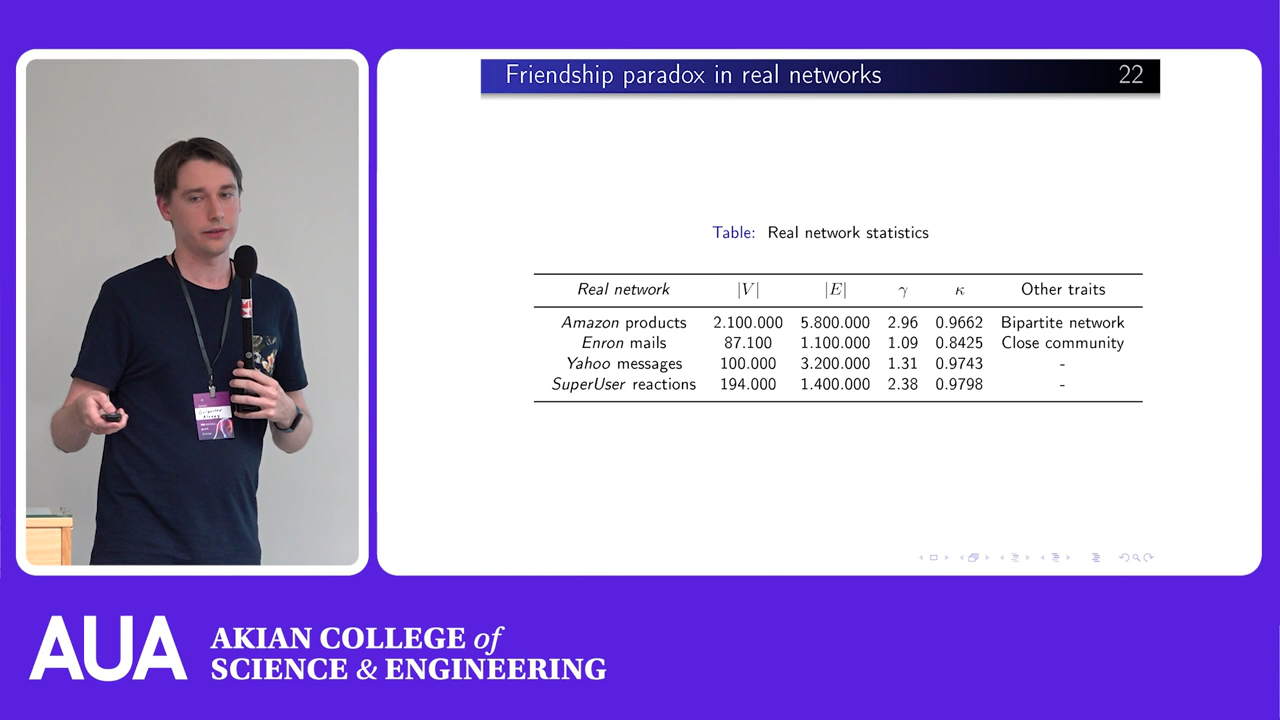 Friendship paradox in real networks 22
Table: Real network statistics
Real network |V| |E| γ κ Other traits
Amazon products 2.100.000 5.800.000 2.96 0.9662 Bipartite network
Enron mails 87.100 1.100.000 1.09 0.8425 Close community
Yahoo messages 100.000 3.200.000 1.31 0.9743 -
SuperUser reactions 194.000 1.400.000 2.38 0.9798 -
AUA
AKIAN COLLEGE of
SCIENCE & ENGINEERING